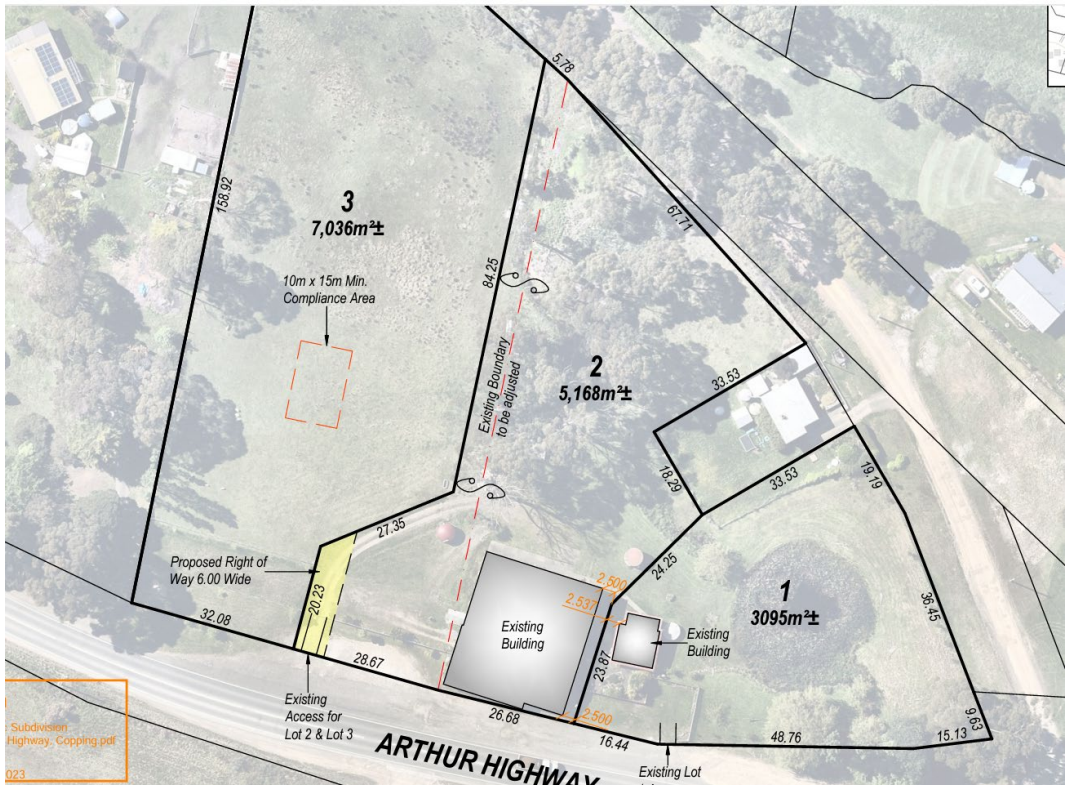 5.78
158.92
3
7,036m²±
10m x 15m Min.
Compliance Area
84.25
67.71
Existing Boundary
to be adjusted
2
5,168m²±
33.53
18.29
33.53
19.19
27.35
Proposed Right of
Way 6.00 Wide
20.23
24.25
2.500
2.537
1
3095m²±
36.45
32.08
Existing
Building
Existing
Building
23.87
28.67
Existing
Access for
Lot 2 & Lot 3
26.68
2.500
16.44
48.76
15.13
9.63
ARTHUR HIGHWAY
Existing Lot
Subdivision
Highway, Copping.pdf
023